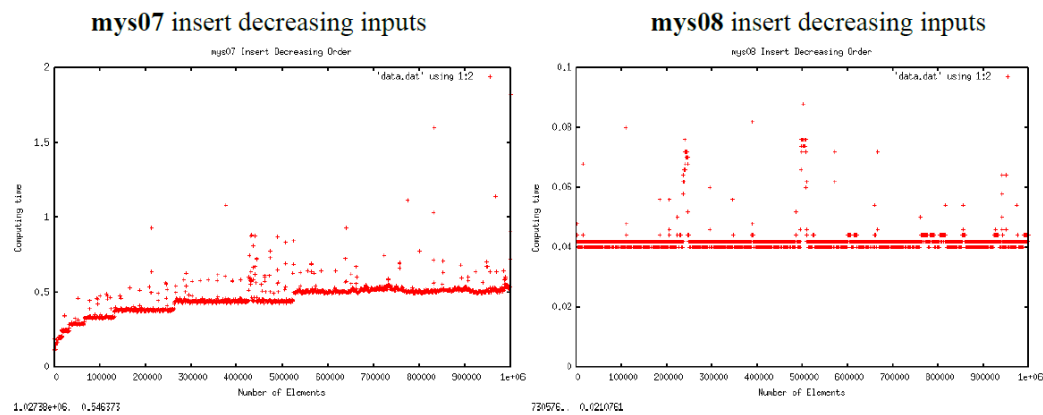 mys07 insert decreasing inputs
mys07 Insert Decreasing Order
2
1.5
1
0.5
0
Computing time
'data.dat' using 1:2
0 100000 200000 300000 400000 500000 600000 700000 800000 900000 1e+06
Number of Elements
1.02738e+06, 0.546373
mys08 insert decreasing inputs
mys08 Insert Decreasing Order
0.1
0.08
0.06
0.04
0.02
0
Computing time
'data.dat' using 1:2
0 100000 200000 300000 400000 500000 600000 700000 800000 900000 1e+06
Number of Elements
730576., 0.0210761